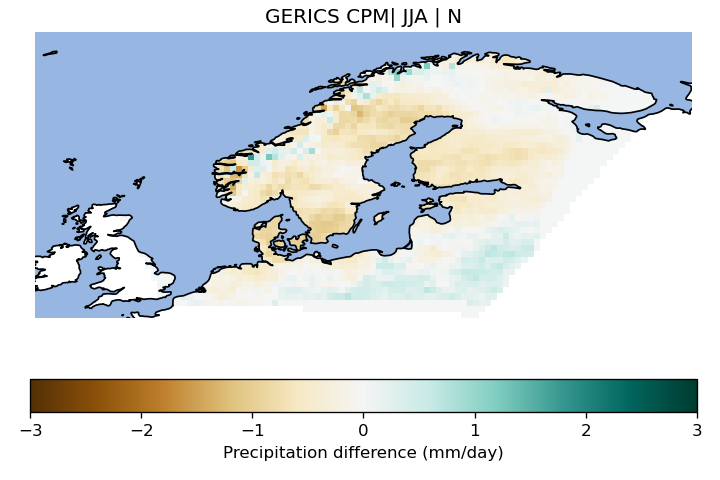 GERICS CPM| JJA | N
−3 −2 −1 0 1 2 3
Precipitation difference (mm/day)